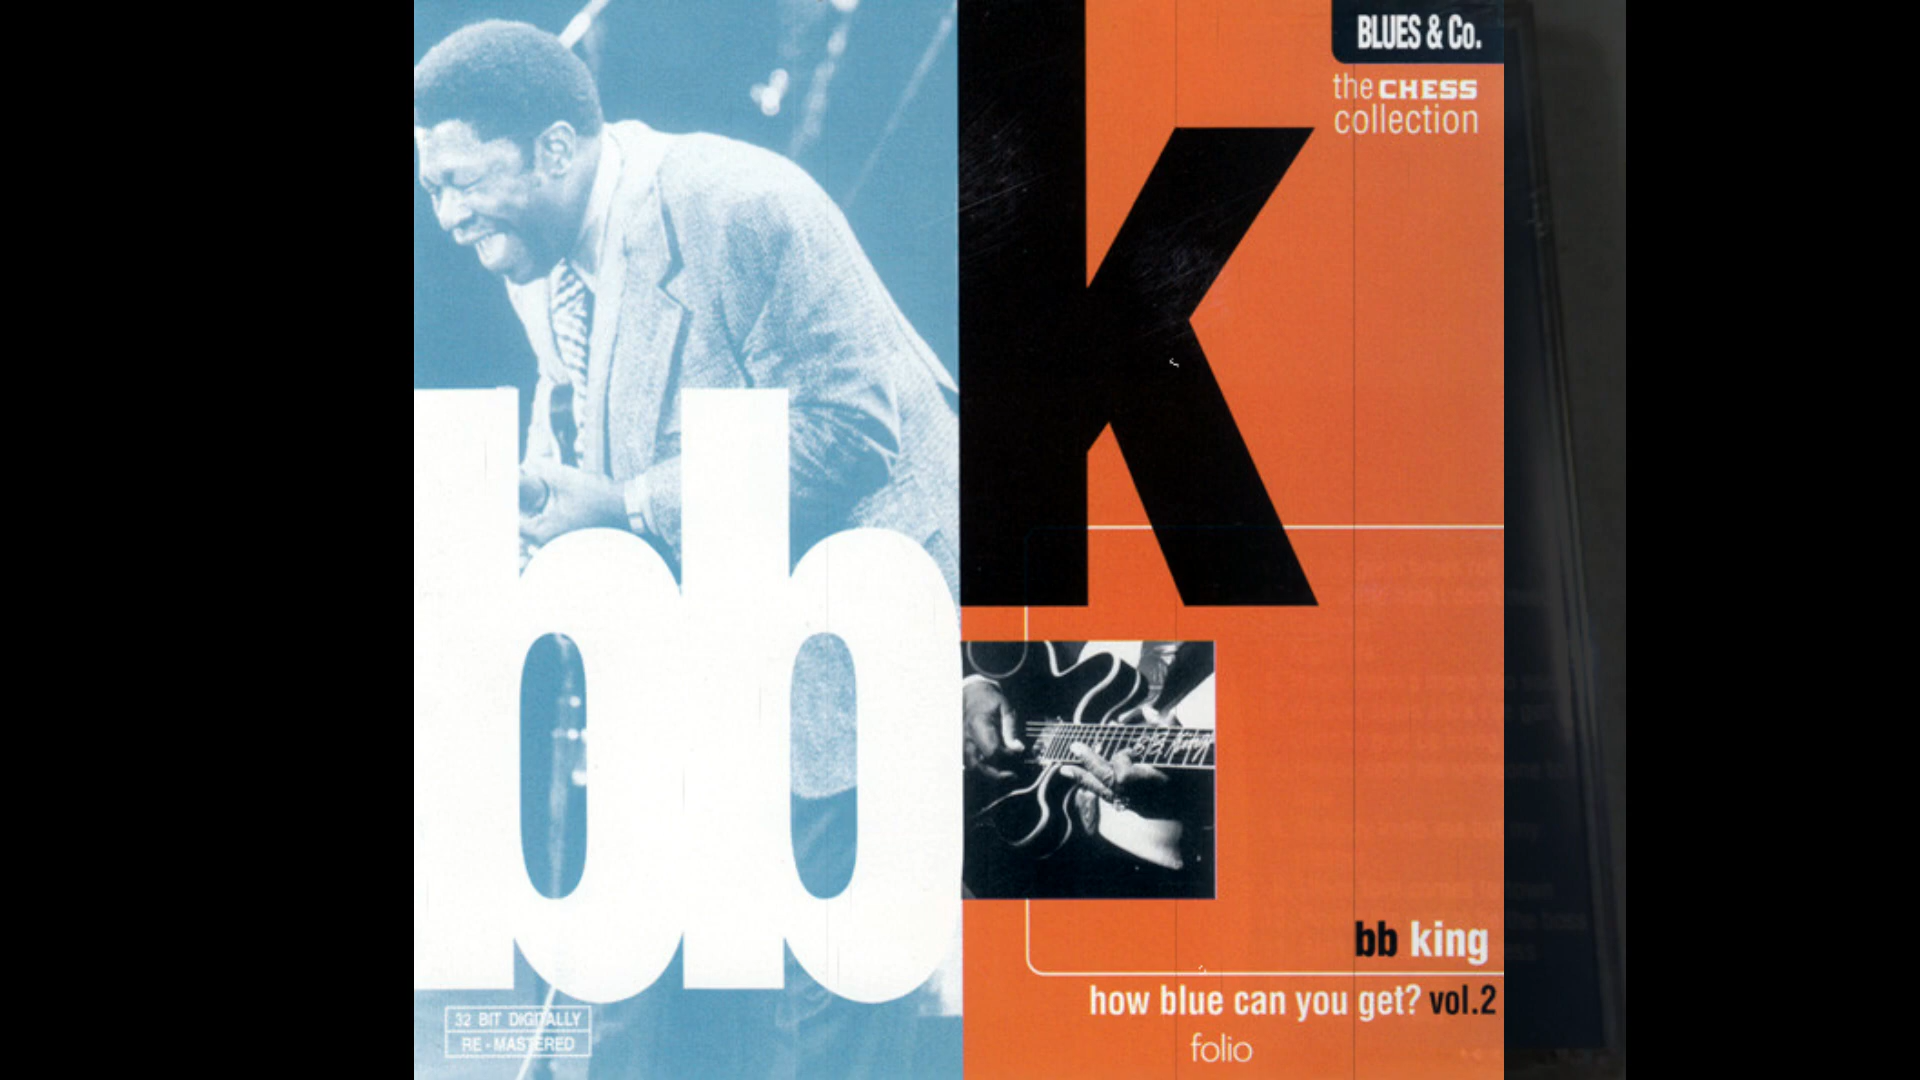 BLUES & Co.
the CHESS
collection
bb
k
bb king
how blue can you get? vol.2
folio
32 BIT DIGITALLY
RE-MASTERED